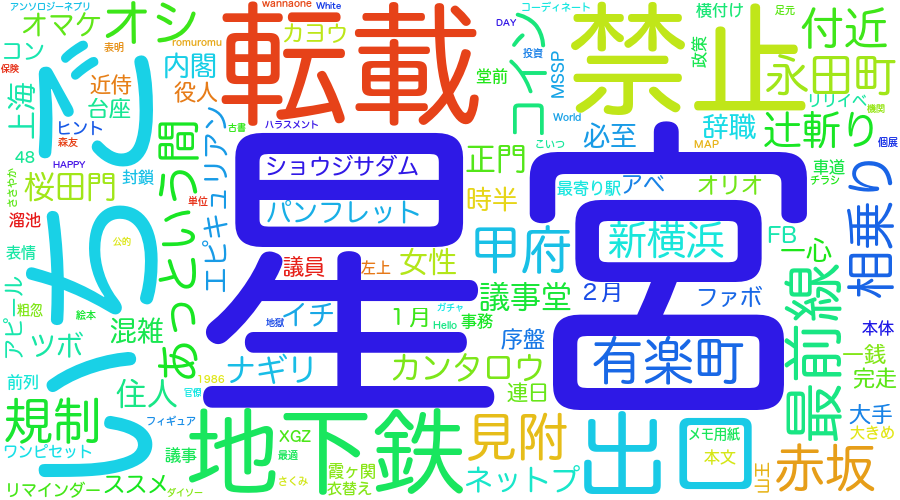 アンソロジーネプリ
オマケ
オシ
コン
表明
保険
近侍
台座
上海
ヒント
森友
48
HAPPY
ささやか
桜田門
封鎖
溜池
表情
アピール
粗忽
絵本
ツボ
混雑
前列
住人
規制
ワンピセット
リマインダー
ススメ
ダイソー
議事
フィギュア
いちご
公的
あっという間
単位
エピキュリアン
古書
romuromu
内閣
役人
wannaone
White
カヨウ
転載
ハラスメント
星宮
ショウジサダム
パンフレット
議員
左上
女性
地獄
イチ
1月
ガチャ
Hello
事務
ナギリ
カンタロウ
1986
官僚
地下鉄
XGZ
最適
さくみ
霞ヶ関
衣替え
見附
ネットプ
連日
序盤
議事堂
甲府
時半
正門
堂前
コイン
DAY
コーディネート
投資
MSSP
World
こいつ
必至
最寄り駅
アベ
禁止
政策
横付け
足元
付近
永田町
リリイベ
機関
辞職
辻斬り
MAP
個展
車道
チラシ
オリオ
新横浜
FB
一心
相乗り
2月
ファボ
有楽町
最前線
本体
一銭
完走
大手
大きめ
出口
メモ用紙
本文
赤坂